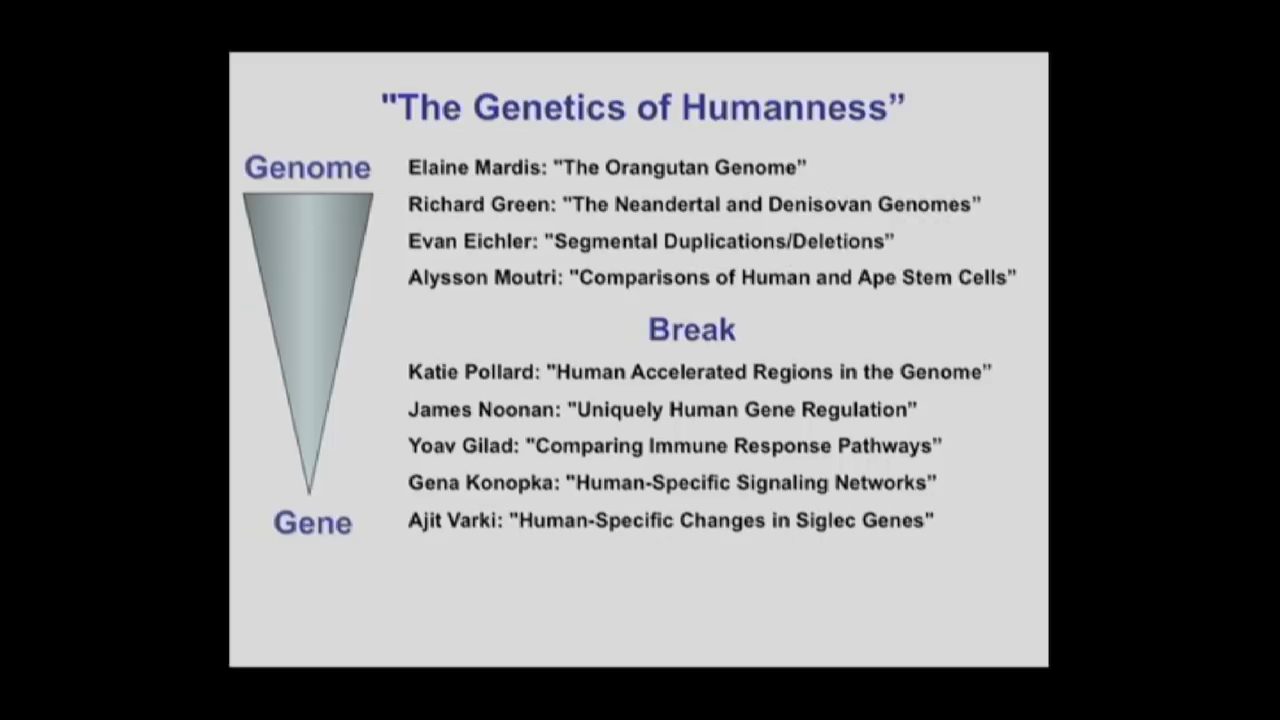 "The Genetics of Humanness”
Genome
Elaine Mardis: "The Orangutan Genome”
Richard Green: "The Neandertal and Denisovan Genomes”
Evan Eichler: "Segmental Duplications/Deletions”
Alysson Moutri: "Comparisons of Human and Ape Stem Cells”
Break
Katie Pollard: "Human Accelerated Regions in the Genome”
James Noonan: "Uniquely Human Gene Regulation”
Yoav Gilad: "Comparing Immune Response Pathways”
Gena Konopka: "Human-Specific Signaling Networks”
Gene
Ajit Varki: "Human-Specific Changes in Siglec Genes”